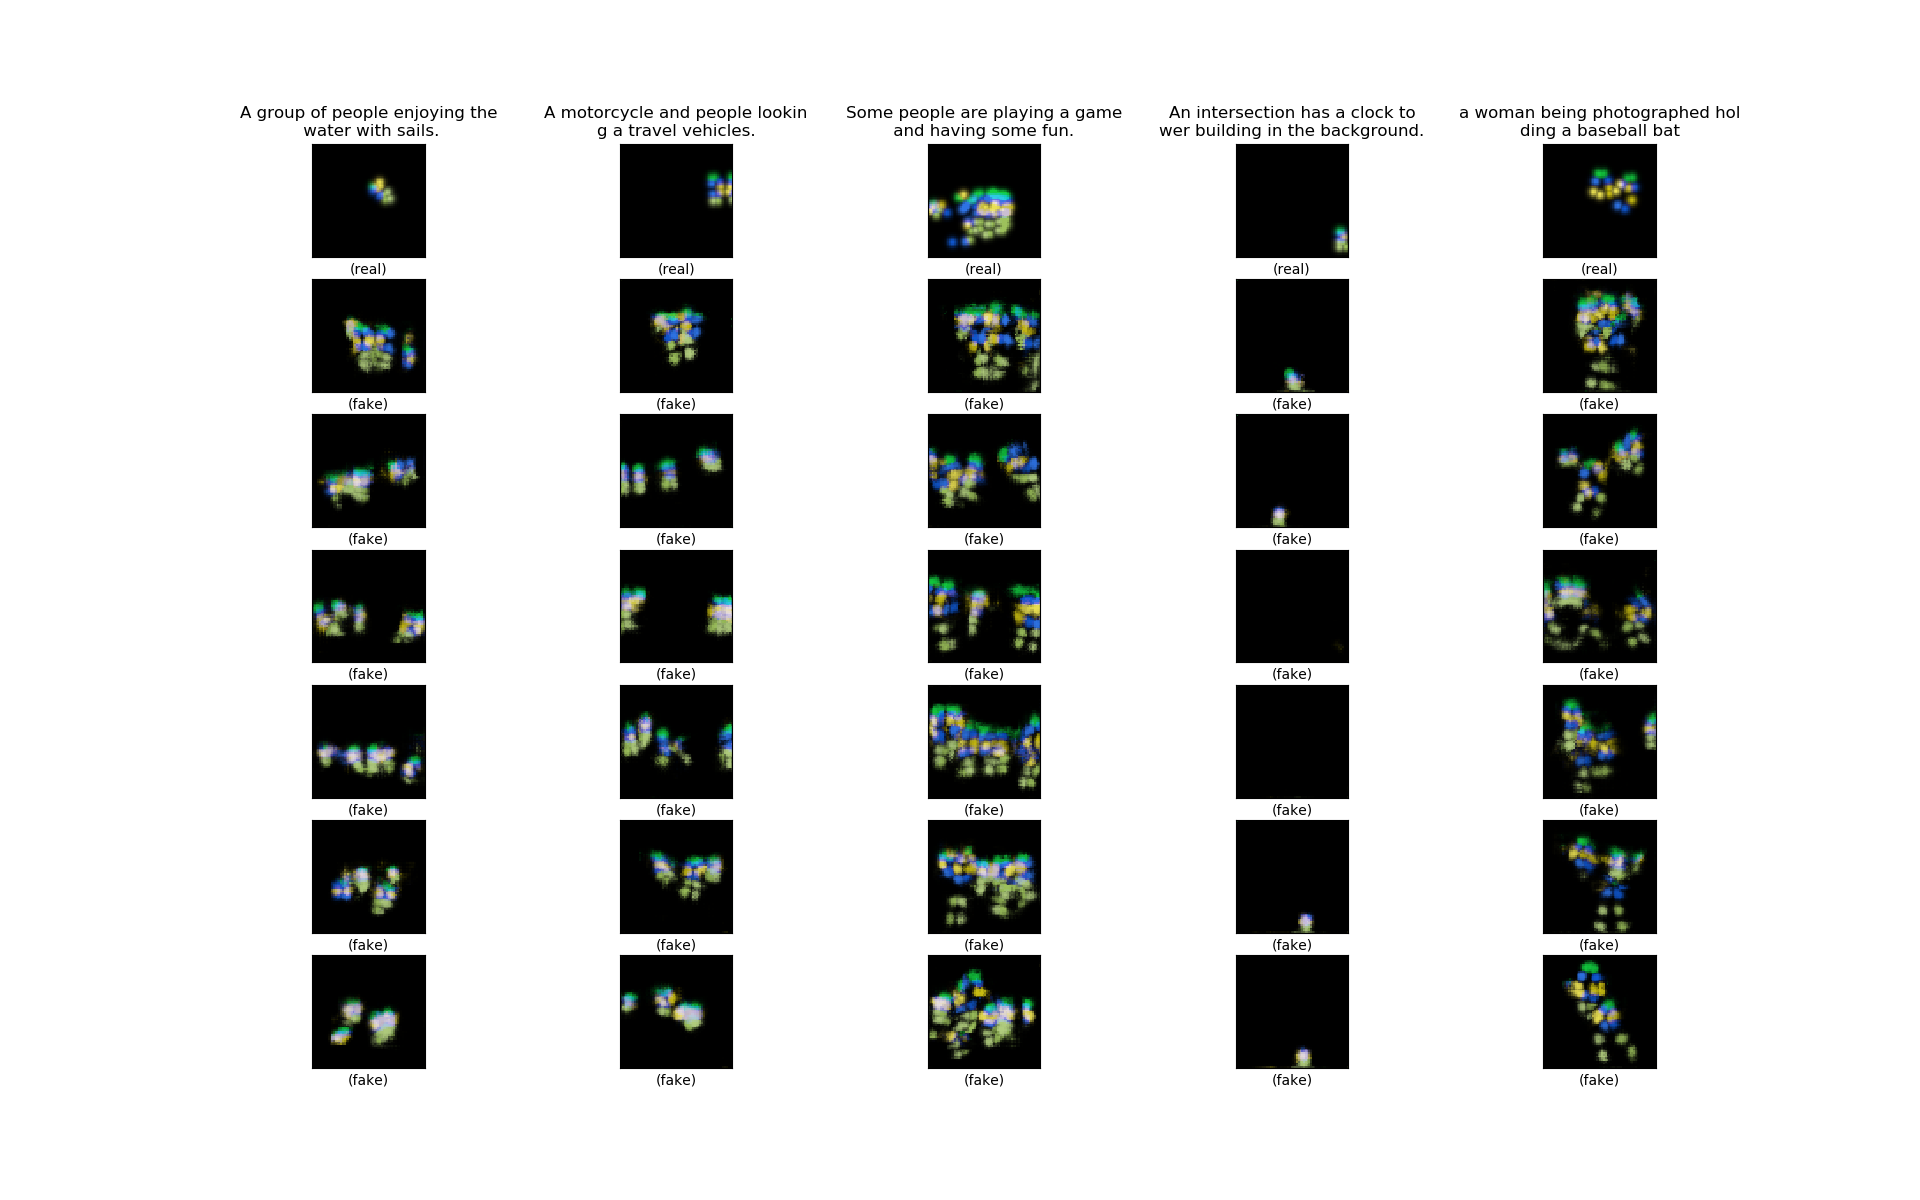 A group of people enjoying the
water with sails.
A motorcycle and people lookin
g a travel vehicles.
Some people are playing a game
and having some fun.
An intersection has a clock to
wer building in the background.
a woman being photographed hol
ding a baseball bat
(real) (real) (real) (real) (real)
(fake) (fake) (fake) (fake) (fake)
(fake) (fake) (fake) (fake) (fake)
(fake) (fake) (fake) (fake) (fake)
(fake) (fake) (fake) (fake) (fake)
(fake) (fake) (fake) (fake) (fake)
(fake) (fake) (fake) (fake) (fake)